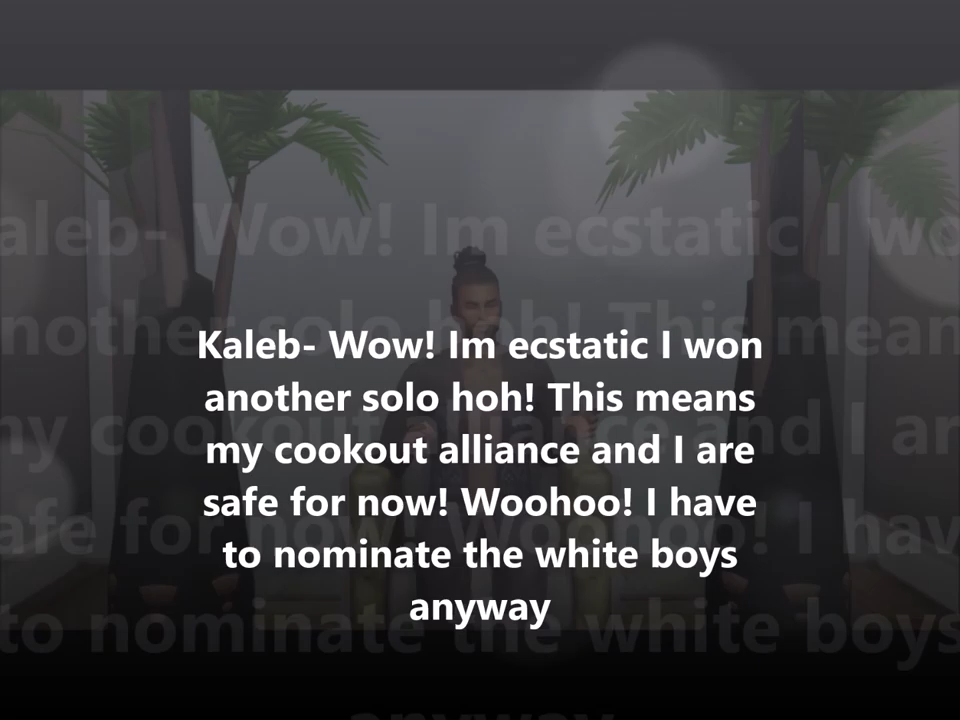 Kaleb- Wow! Im ecstatic I won
another solo hoh! This means
my cookout alliance and I are
safe for now! Woohoo! I have
to nominate the white boys
anyway